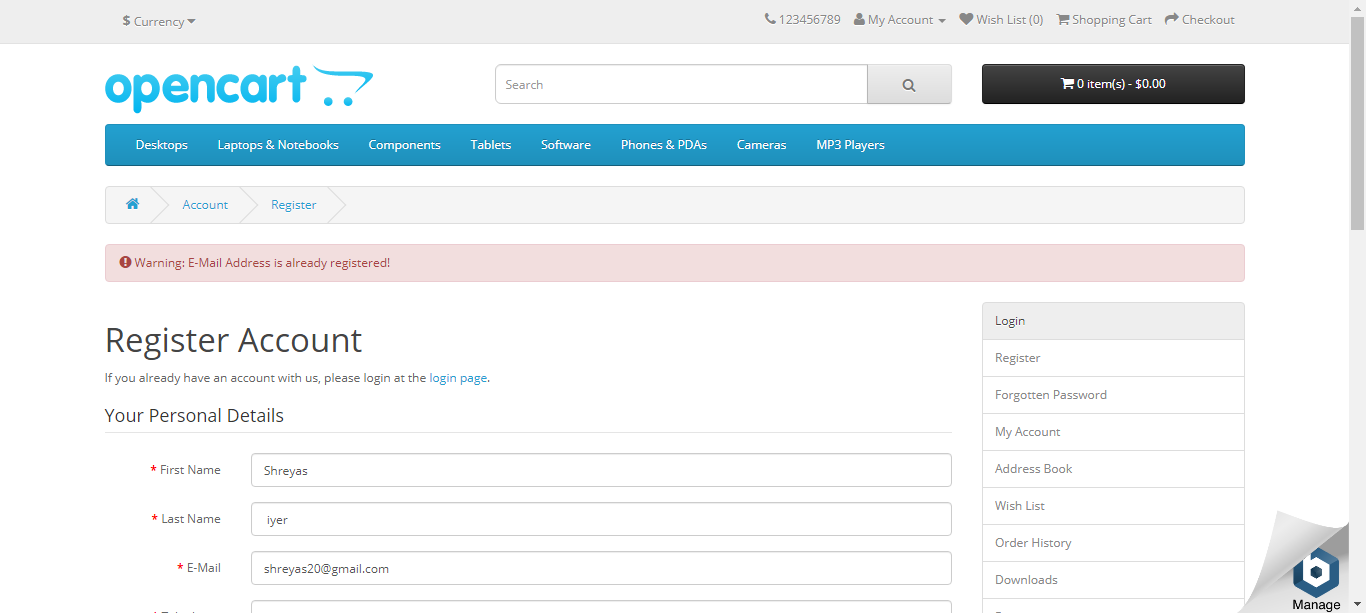 $ Currency 123456789 My Account Wish List (0) Shopping Cart Checkout
opencart Search 0 item(s) - $0.00
Desktops Laptops & Notebooks Components Tablets Software Phones & PDAs Cameras MP3 Players
Account Register
Warning: E-Mail Address is already registered!
Register Account
If you already have an account with us, please login at the login page.
Your Personal Details
* First Name Shreyas
* Last Name iyer
* E-Mail shreyas20@gmail.com
Login
Register
Forgotten Password
My Account
Address Book
Wish List
Order History
Downloads
Manage